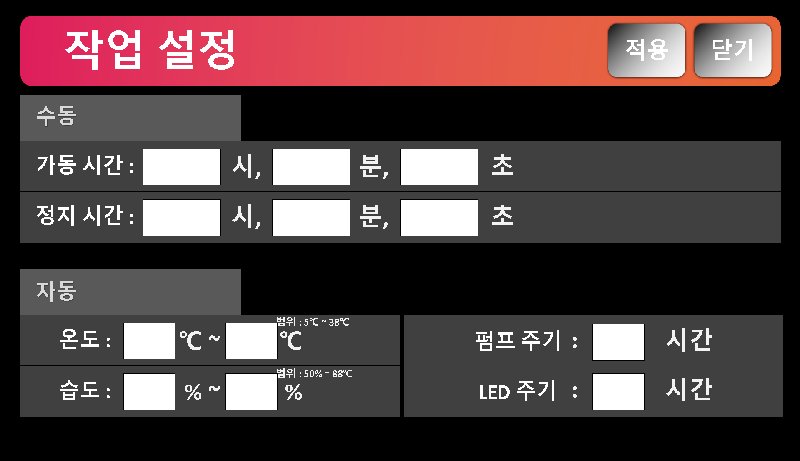 작업 설정
적용
닫기
수동
가동 시간 : 시, 분, 초
정지 시간 : 시, 분, 초
자동
범위 : 5℃ ~ 38℃
온도 : ℃ ~ ℃
펌프 주기 : 시간
범위 : 50% ~ 88℃
습도 : % ~ %
LED 주기 : 시간